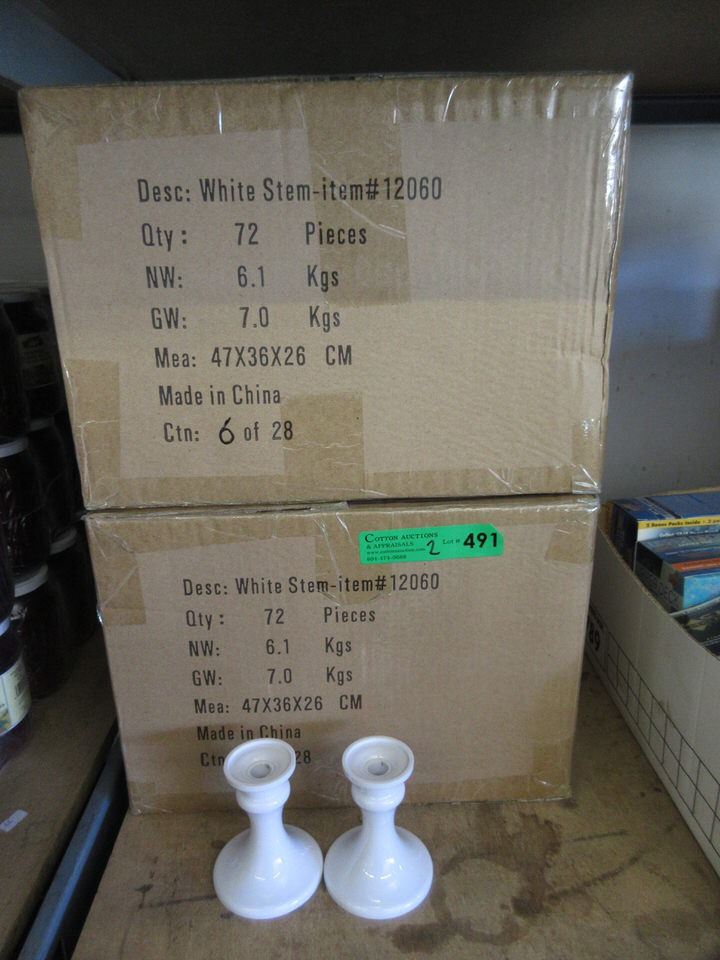 Desc: White Stem-item#12060
Qty: 72 Pieces
NW: 6.1 Kgs
GW: 7.0 Kgs
Mea: 47X36X26 CM
Made in China
Ctn: 6 of 28
COTTON AUCTIONS
& APPRAISALS
2 Lot # 491
Desc: White Stem-item#12060
Qty: 72 Pieces
NW: 6.1 Kgs
GW: 7.0 Kgs
Mea: 47X36X26 CM
Made in China
Ctn 28